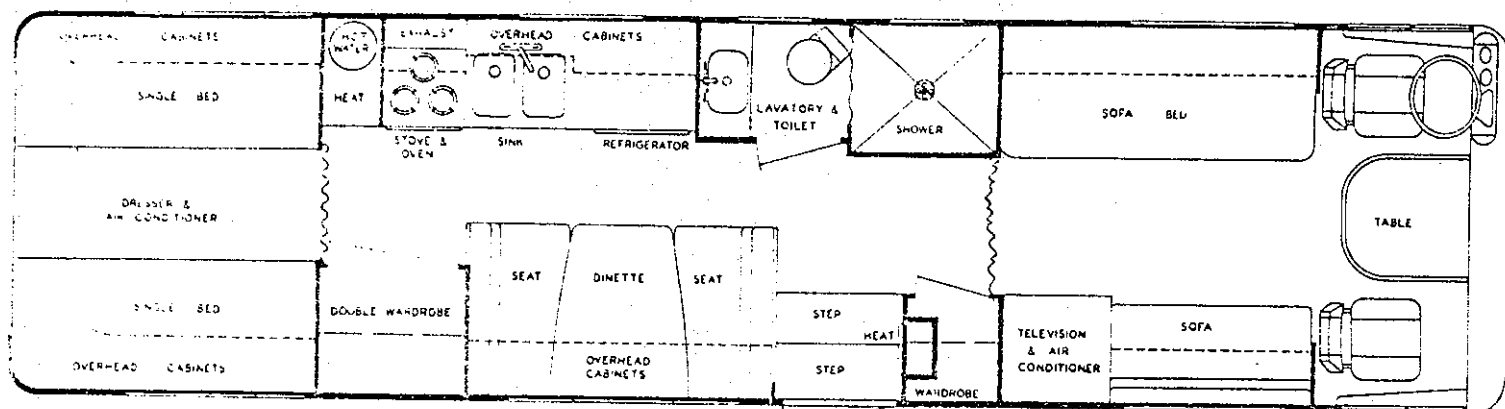 OVERHEAD CABINETS
HOT
WATER
EXHAUST
OVERHEAD CABINETS
SINGLE BED
HEAT
LAVATORY &
TOILET
SHOWER
SOFA BED
STOVE &
OVEN
SINK
REFRIGERATOR
DRESSER &
AIR CONDITIONER
TABLE
SEAT
DINETTE
SEAT
SINGLE BED
DOUBLE WARDROBE
STEP
HEAT
TELEVISION
& AIR
CONDITIONER
SOFA
OVERHEAD CABINETS
OVERHEAD
CABINETS
STEP
WARDROBE